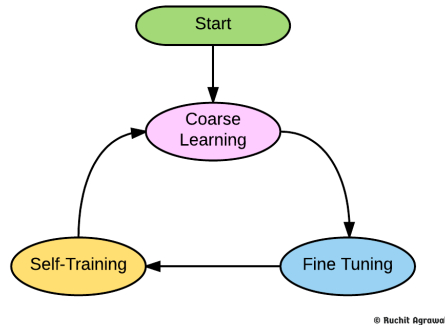 Start
Coarse
Learning
Self-Training
Fine Tuning
© Ruchit Agrawa